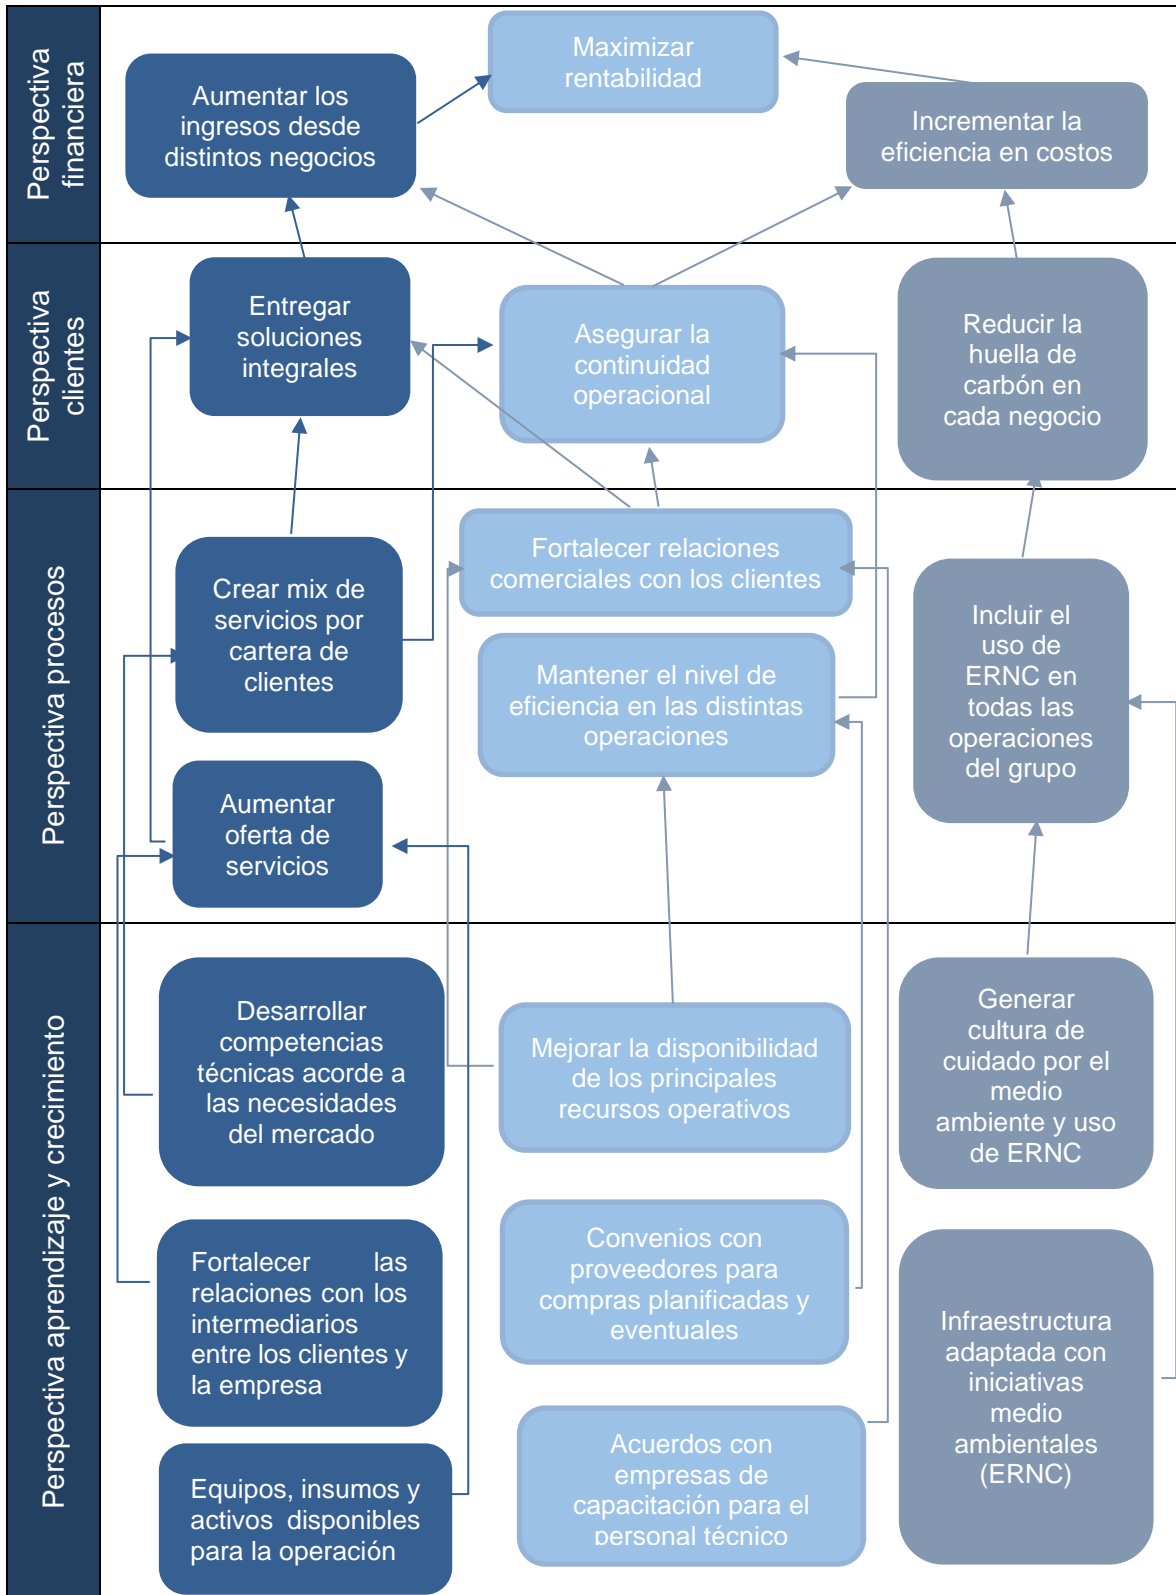 Perspectiva
financiera
Maximizar
rentabilidad
Aumentar los
ingresos desde
distintos negocios
Incrementar la
eficiencia en costos
Perspectiva
clientes
Entregar
soluciones
integrales
Asegurar la
continuidad
operacional
Reducir la
huella de
carbón en
cada negocio
Perspectiva procesos
Fortalecer relaciones
comerciales con los clientes
Crear mix de
servicios por
cartera de
clientes
Mantener el nivel de
eficiencia en las distintas
operaciones
Incluir el
uso de
ERNC en
todas las
operaciones
del grupo
Aumentar
oferta de
servicios
Perspectiva aprendizaje y crecimiento
Desarrollar
competencias
técnicas acorde a
las necesidades
del mercado
Mejorar la disponibilidad
de los principales
recursos operativos
Generar
cultura de
cuidado por el
medio
ambiente y uso
de ERNC
Fortalecer las
relaciones con los
intermediarios
entre los clientes y
la empresa
Convenios con
proveedores para
compras planificadas y
eventuales
Infraestructura
adaptada con
iniciativas
medio
ambientales
(ERNC)
Equipos, insumos y
activos disponibles
para la operación
Acuerdos con
empresas de
capacitación para el
personal técnico